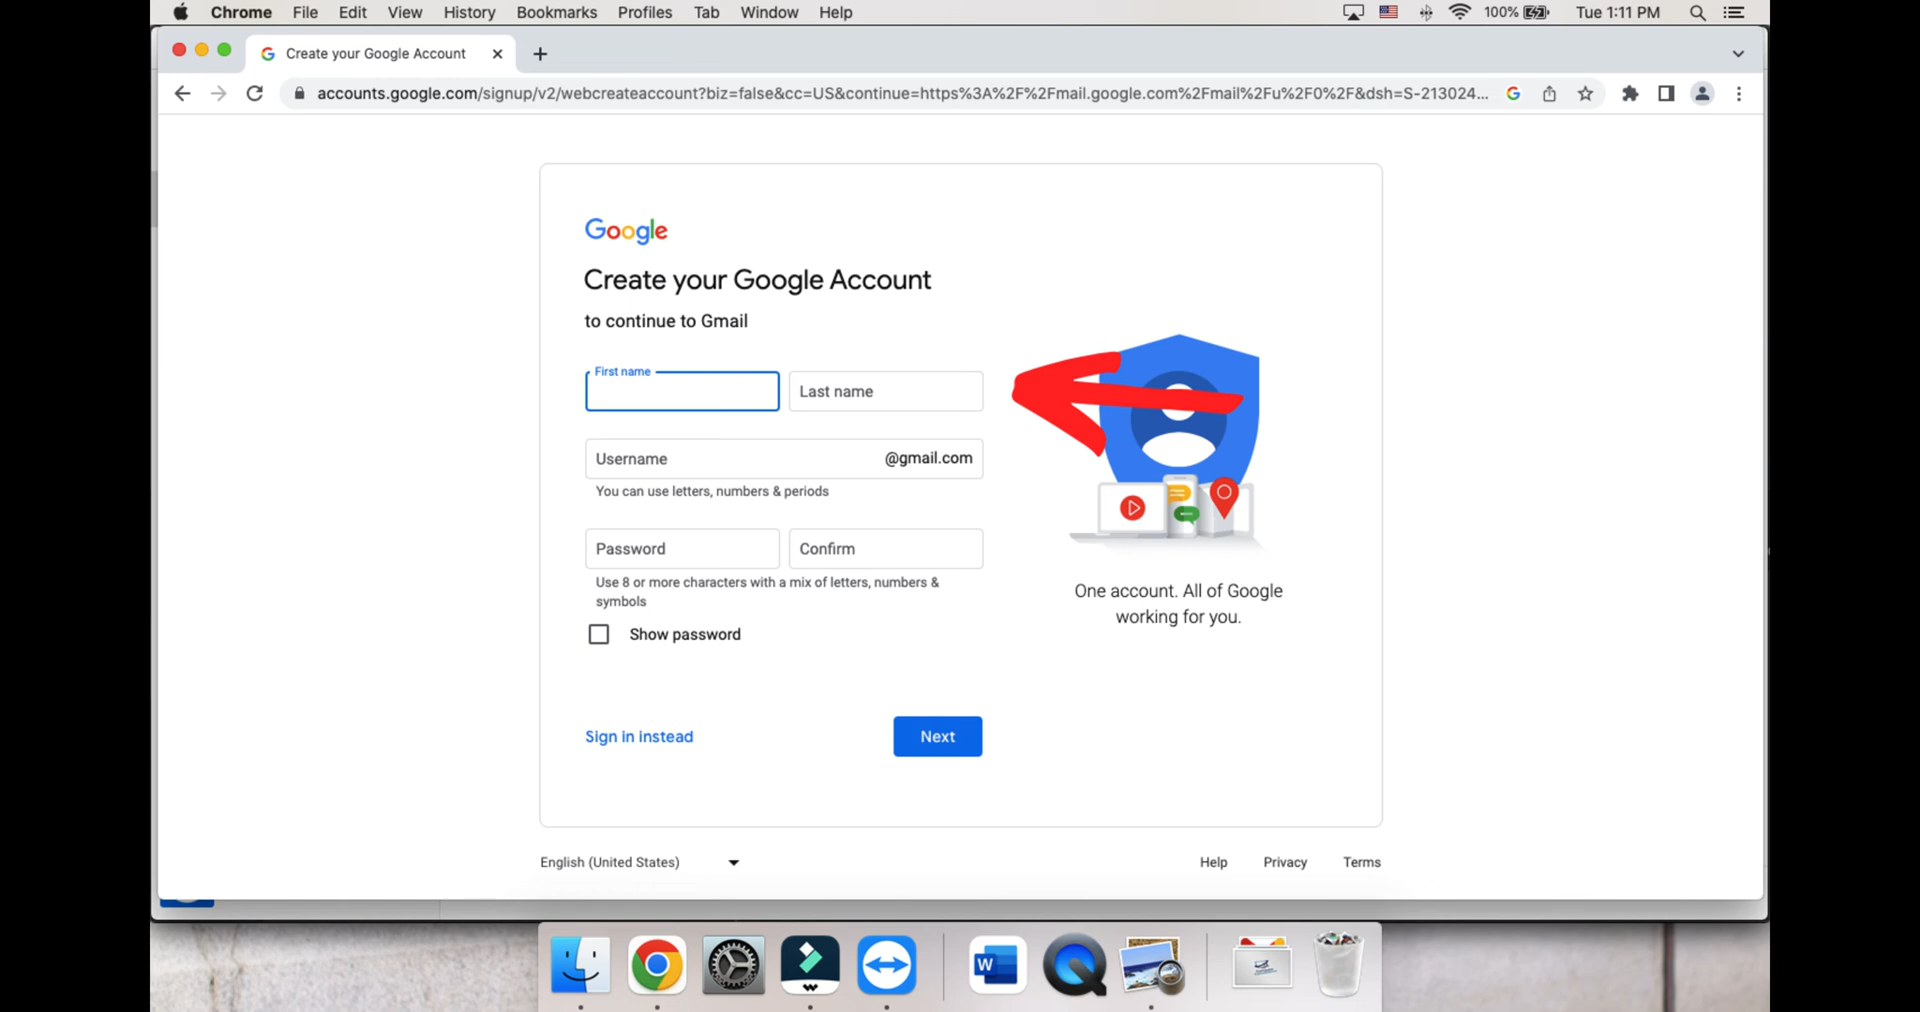 Chrome File Edit View History Bookmarks Profiles Tab Window Help 100% Tue 1:11 PM
Create your Google Account
accounts.google.com/signup/v2/webcreateaccount?biz=false&cc=US&continue=https%3A%2F%2Fmail.google.com%2Fmail%2Fu%2F0%2F&dsh=S-213024...
Google
Create your Google Account
to continue to Gmail
First name
Last name
Username @gmail.com
You can use letters, numbers & periods
Password Confirm
Use 8 or more characters with a mix of letters, numbers &
symbols
Show password
One account. All of Google
working for you.
Sign in instead Next
English (United States) Help Privacy Terms
W